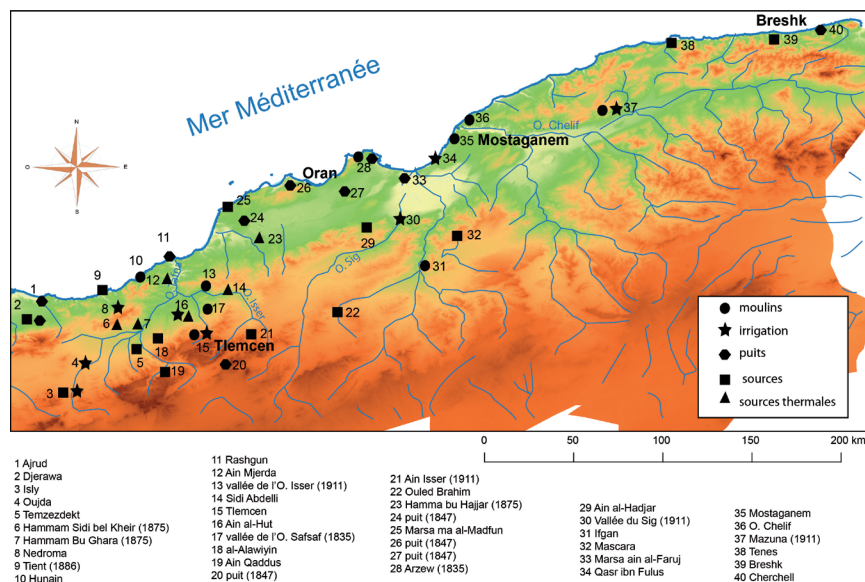 Breshk
40
39
38
Mer Méditerranée
37
36
O. Chelif
35
Mostaganem
34
N
O
E
S
28
Oran
33
26
27
25
24
30
23
29
32
11
O. Sig
31
10
9
12
13
14
O. Isser
1
2
8
16
17
22
6
7
15
Tlemcen
21
18
5
4
19
20
3
moulins
irrigation
puits
sources
sources thermales
0
50
100
150
200 km
1 Ajrud
2 Djerawa
3 Isly
4 Oujda
5 Temzezdekt
6 Hammam Sidi bel Kheir (1875)
7 Hammam Bu Ghara (1875)
8 Nedroma
9 Tient (1886)
10 Hunain
11 Rashgun
12 Ain Mjerda
13 vallée de l'O. Isser (1911)
14 Sidi Abdelli
15 Tlemcen
16 Ain al-Hut
17 vallée de l'O. Safsaf (1835)
18 al-Alawiyin
19 Ain Qaddus
20 puit (1847)
21 Ain Isser (1911)
22 Ouled Brahim
23 Hamma bu Hajjar (1875)
24 puit (1847)
25 Marsa ma al-Madfun
26 puit (1847)
27 puit (1847)
28 Arzew (1835)
29 Ain al-Hadjar
30 Vallée du Sig (1911)
31 Ifgan
32 Mascara
33 Marsa ain al-Faruj
34 Qasr ibn Fulus
35 Mostaganem
36 O. Chelif
37 Mazuna (1911)
38 Tenes
39 Breshk
40 Cherchell